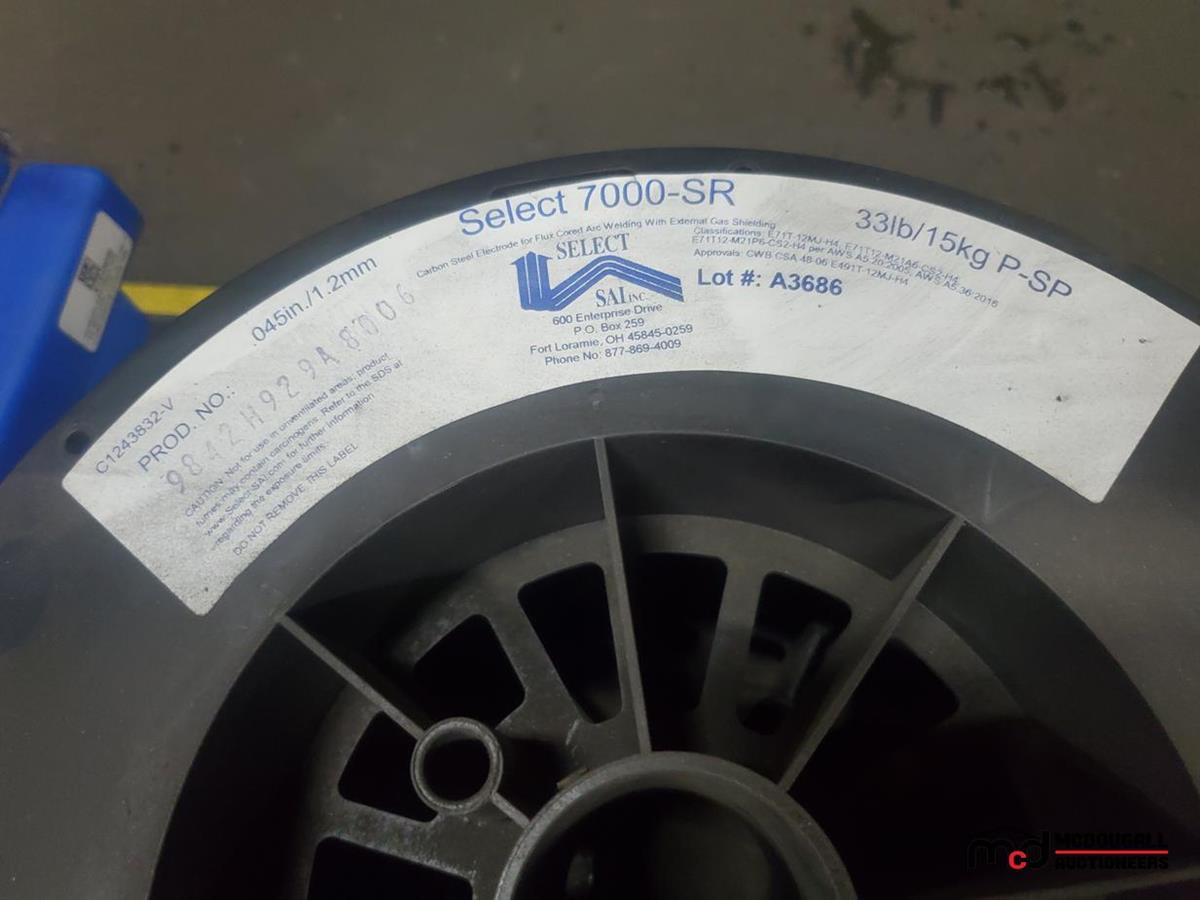 Select 7000-SR
045in./1.2mm
33lb/15kg P-SP
Carbon Steel Electrode for Flux Cored Arc Welding With External Gas Shielding
Classifications: E71T-12MJ-H4, E71T12-M21A6-CS2-H4
E71T12-M21P6-CS2-H4 per AWS A5.20-2005, AWS A5.36-2016
Approvals: CWB CSA 48-06 E491T-12MJ-H4
Lot #: A3686
SELECT
SAI INC.
600 Enterprise Drive
P.O. Box 259
Fort Loramie, OH 45845-0259
Phone No: 877-869-4009
C1243832-V
PROD. NO.:
9842H929A8006
CAUTION: Not for use in unventilated areas, product
fumes may contain carcinogens. Refer to the SDS at
www.SelectSAI.com for further information
regarding the exposure limits.
DO NOT REMOVE THIS LABEL
mcd
MCDOUGALL
AUCTIONEERS